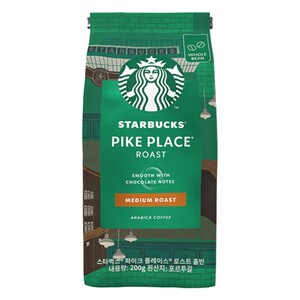 WHOLE
BEAN
STARBUCKS®
PIKE PLACE®
ROAST
SMOOTH WITH
CHOCOLATE NOTES
MEDIUM ROAST
ARABICA COFFEE
스타벅스® 파이크 플레이스® 로스트 홀빈
내용량: 200g 원산지: 포르투갈